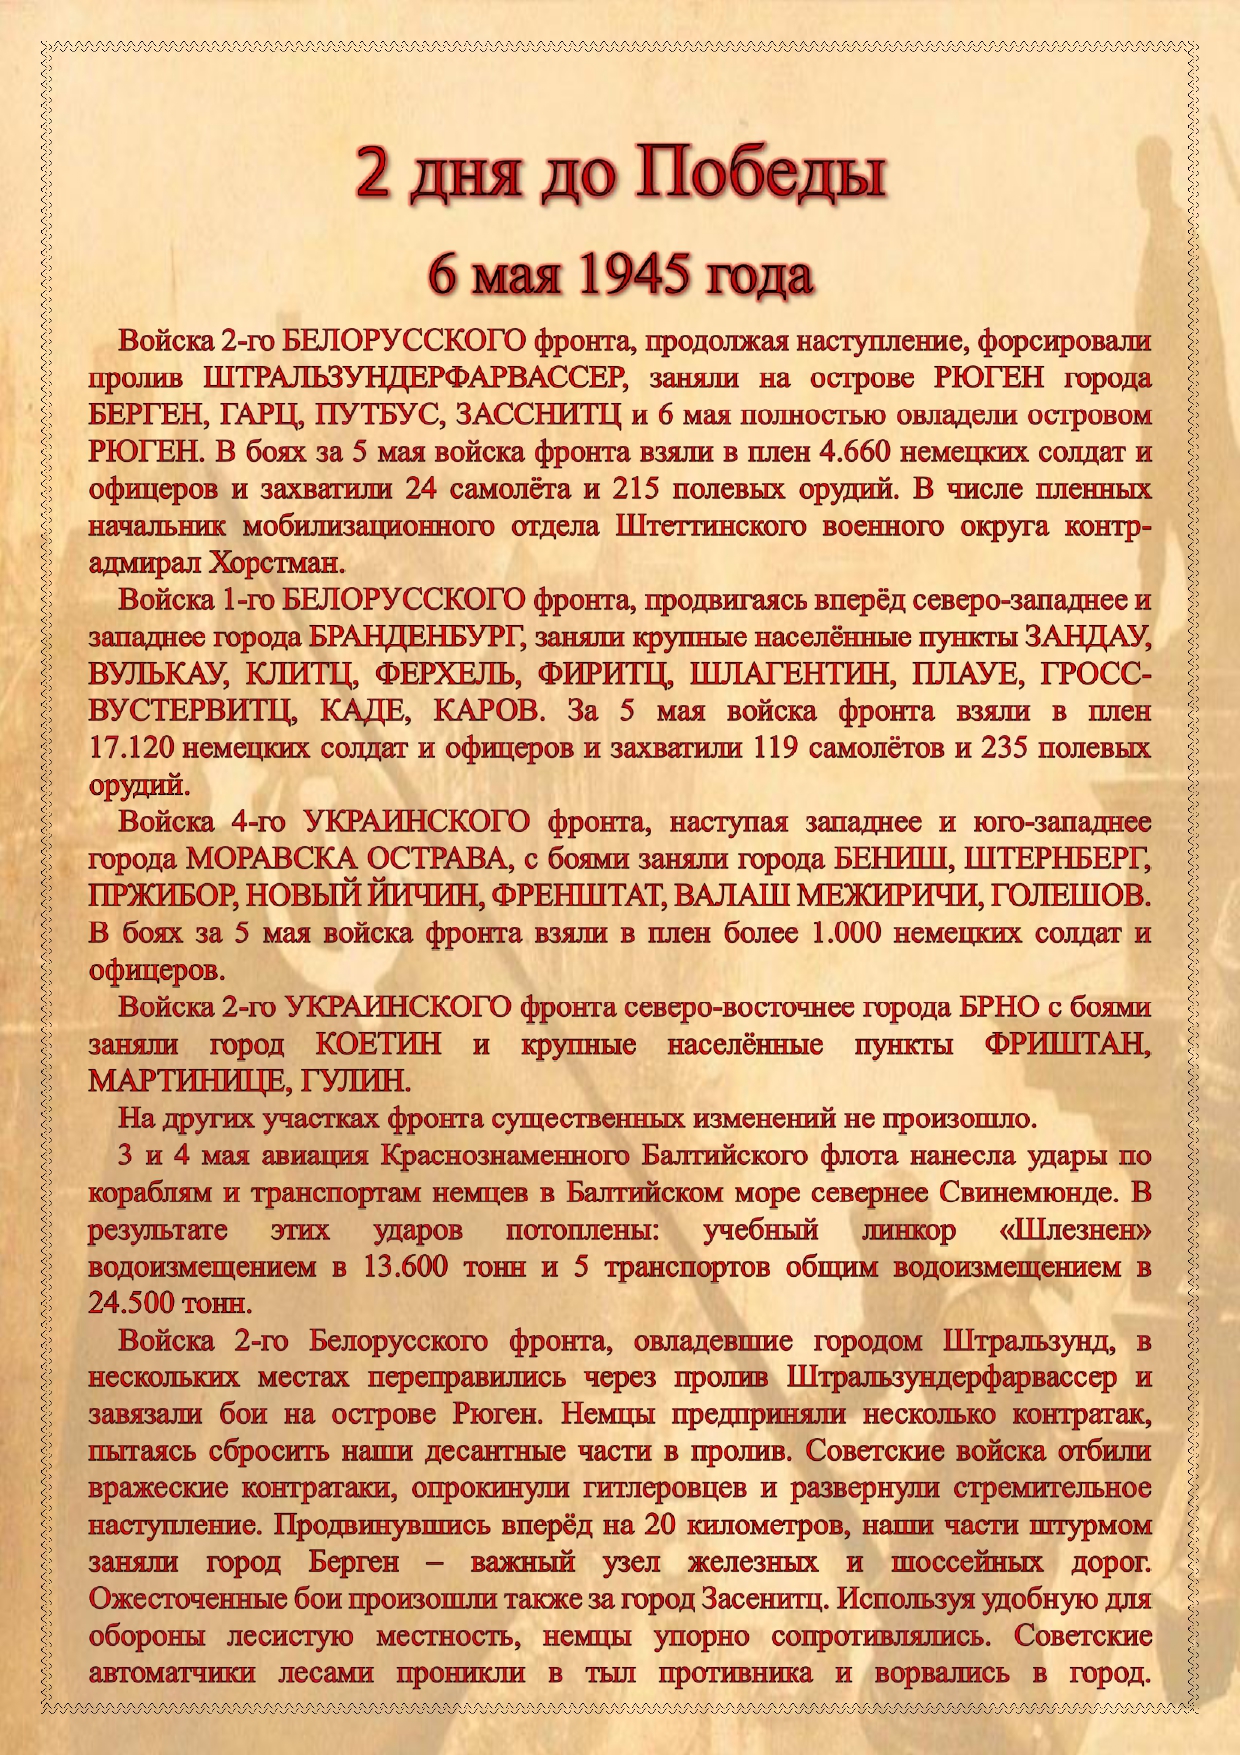 2 дня до Победы
6 мая 1945 года
Войска 2-го БЕЛОРУССКОГО фронта, продолжая наступление, форсировали
пролив ШТРАЛЬЗУНДЕРФАРВАССЕР, заняли на острове РЮГЕН города
БЕРГЕН, ГАРЦ, ПУТБУС, ЗАССНИТЦ и 6 мая полностью овладели островом
РЮГЕН. В боях за 5 мая войска фронта взяли в плен 4.660 немецких солдат и
офицеров и захватили 24 самолёта и 215 полевых орудий. В числе пленных
начальник мобилизационного отдела Штеттинского военного округа контр-
адмирал Хорстман.
Войска 1-го БЕЛОРУССКОГО фронта, продвигаясь вперёд северо-западнее и
западнее города БРАНДЕНБУРГ, заняли крупные населённые пункты ЗАНДАУ,
ВУЛЬКАУ, КЛИТЦ, ФЕРХЕЛЬ, ФИРИТЦ, ШЛАГЕНТИН, ПЛАУЕ, ГРОСС-
ВУСТЕРВИТЦ, КАДЕ, КАРОВ. За 5 мая войска фронта взяли в плен
17.120 немецких солдат и офицеров и захватили 119 самолётов и 235 полевых
орудий.
Войска 4-го УКРАИНСКОГО фронта, наступая западнее и юго-западнее
города МОРАВСКА ОСТРАВА, с боями заняли города БЕНИШ, ШТЕРНБЕРГ,
ПРЖИБОР, НОВЫЙ ЙИЧИН, ФРЕНШТАТ, ВАЛАШ МЕЖИРИЧИ, ГОЛЕШОВ.
В боях за 5 мая войска фронта взяли в плен более 1.000 немецких солдат и
офицеров.
Войска 2-го УКРАИНСКОГО фронта северо-восточнее города БРНО с боями
заняли город КОЕТИН и крупные населённые пункты ФРИШТАН,
МАРТИНИЦЕ, ГУЛИН.
На других участках фронта существенных изменений не произошло.
3 и 4 мая авиация Краснознаменного Балтийского флота нанесла удары по
кораблям и транспортам немцев в Балтийском море севернее Свинемюнде. В
результате этих ударов потоплены: учебный линкор «Шлезнен»
водоизмещением в 13.600 тонн и 5 транспортов общим водоизмещением в
24.500 тонн.
Войска 2-го Белорусского фронта, овладевшие городом Штральзунд, в
нескольких местах переправились через пролив Штральзундерфарвассер и
завязали бои на острове Рюген. Немцы предприняли несколько контратак,
пытаясь сбросить наши десантные части в пролив. Советские войска отбили
вражеские контратаки, опрокинули гитлеровцев и развернули стремительное
наступление. Продвинувшись вперёд на 20 километров, наши части штурмом
заняли город Берген – важный узел железных и шоссейных дорог.
Ожесточенные бои произошли также за город Засенитц. Используя удобную для
обороны лесистую местность, немцы упорно сопротивлялись. Советские
автоматчики лесами проникли в тыл противника и ворвались в город.